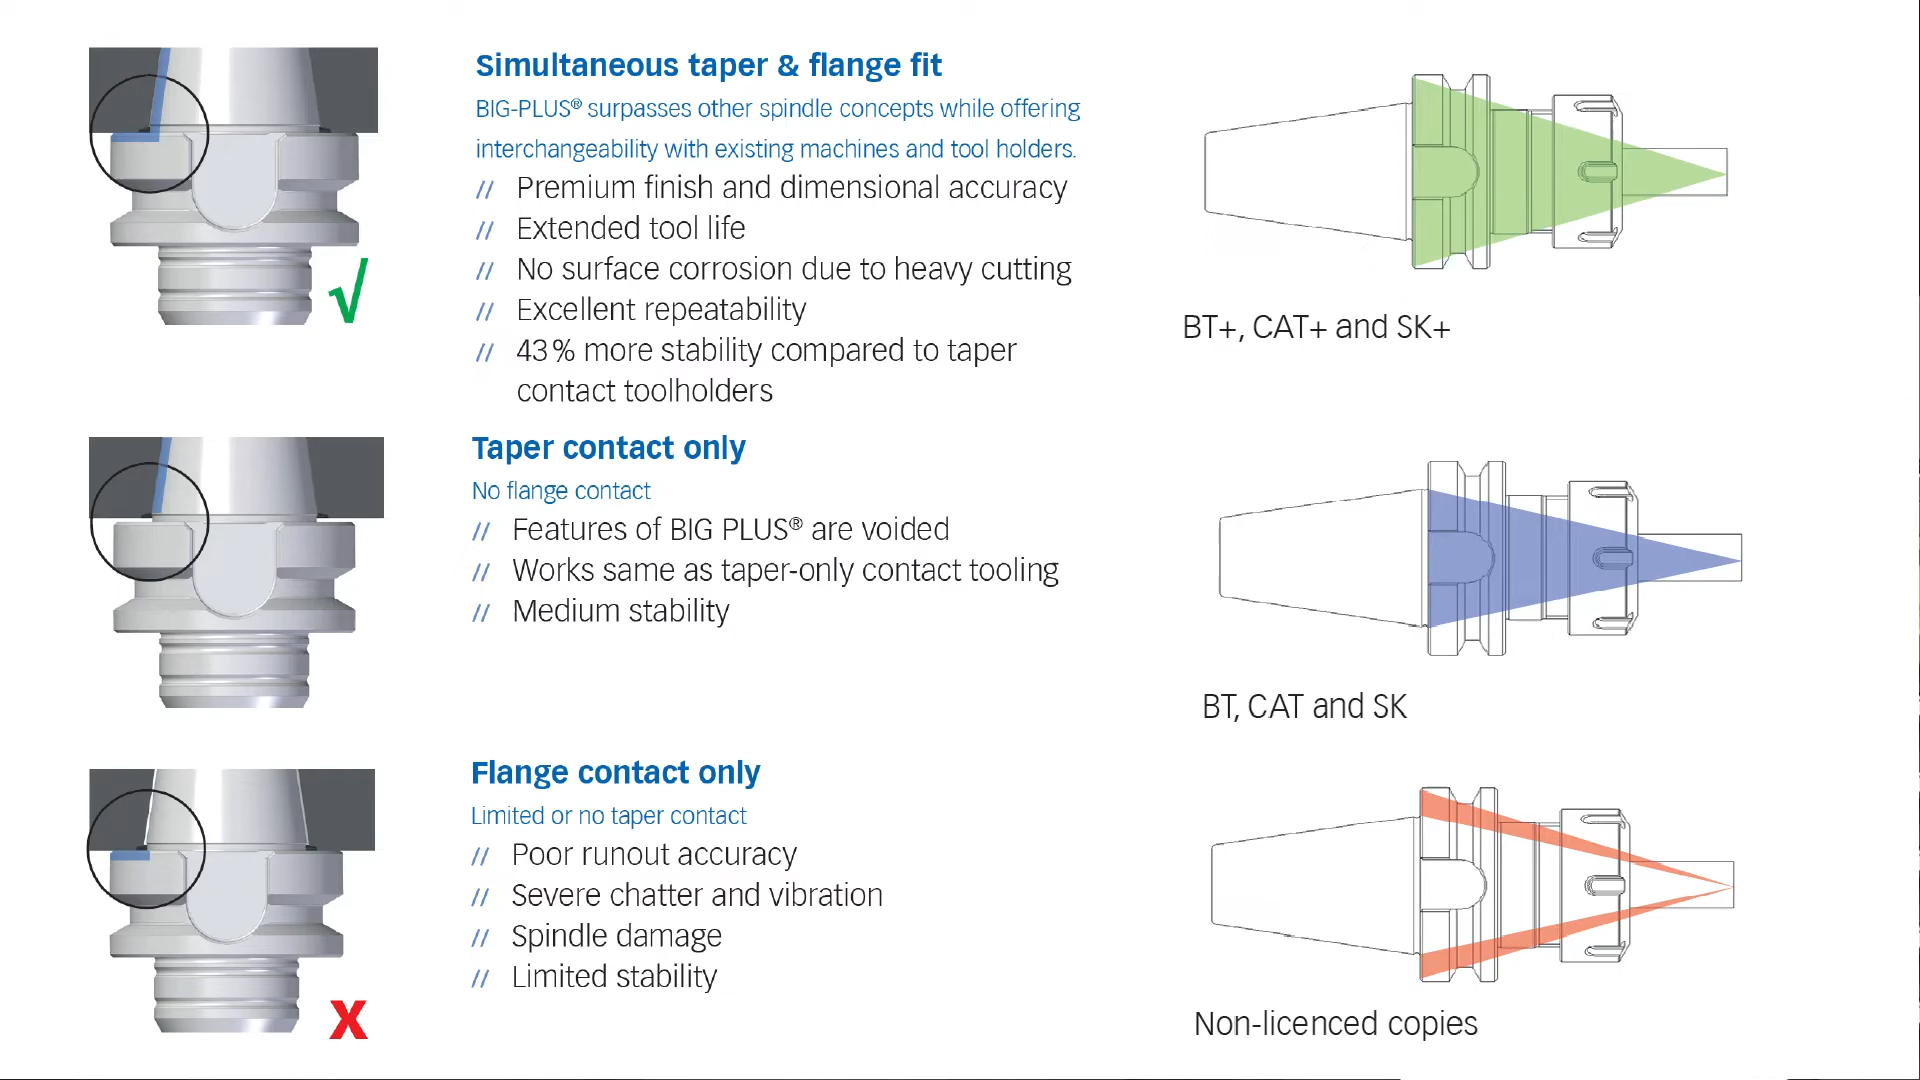 Simultaneous taper & flange fit
BIG-PLUS® surpasses other spindle concepts while offering
interchangeability with existing machines and tool holders.
// Premium finish and dimensional accuracy
// Extended tool life
// No surface corrosion due to heavy cutting
// Excellent repeatability
// 43% more stability compared to taper
contact toolholders
√
BT+, CAT+ and SK+
Taper contact only
No flange contact
// Features of BIG PLUS® are voided
// Works same as taper-only contact tooling
// Medium stability
BT, CAT and SK
Flange contact only
Limited or no taper contact
// Poor runout accuracy
// Severe chatter and vibration
// Spindle damage
// Limited stability
X
Non-licenced copies